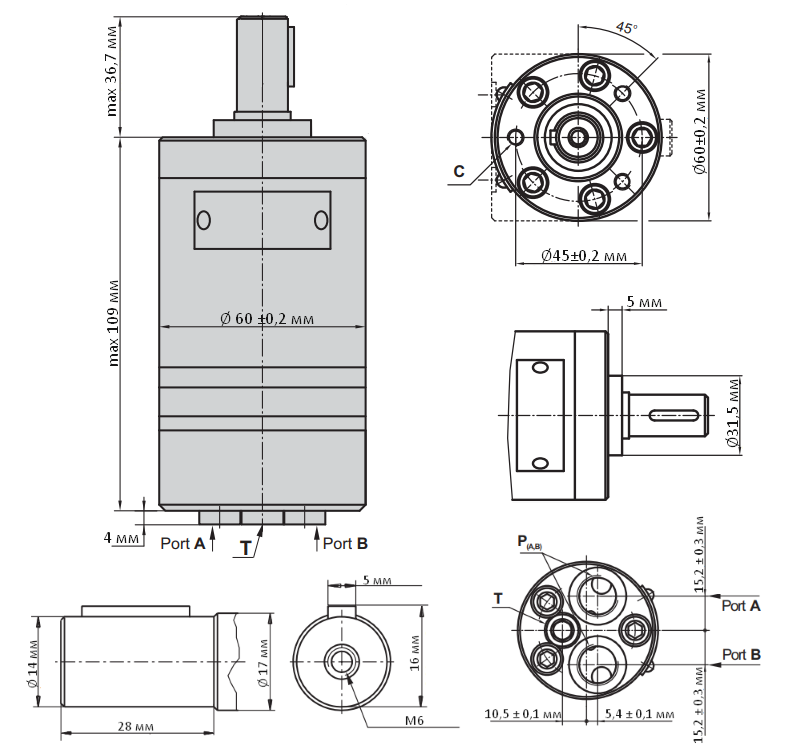 max 36,7 мм
45°
max 109 мм
C
Ø60±0,2 мм
Ø45±0,2 мм
Ø 60 ±0,2 мм
5 мм
Ø31,5 мм
4 мм
Port A
T
Port B
P(A,B)
15,2 ± 0,3 мм
T
Port A
Port B
5 мм
Ø 14 мм
Ø 17 мм
16 мм
M6
28 мм
10,5 ± 0,1 мм
5,4 ± 0,1 мм
15,2 ± 0,3 мм